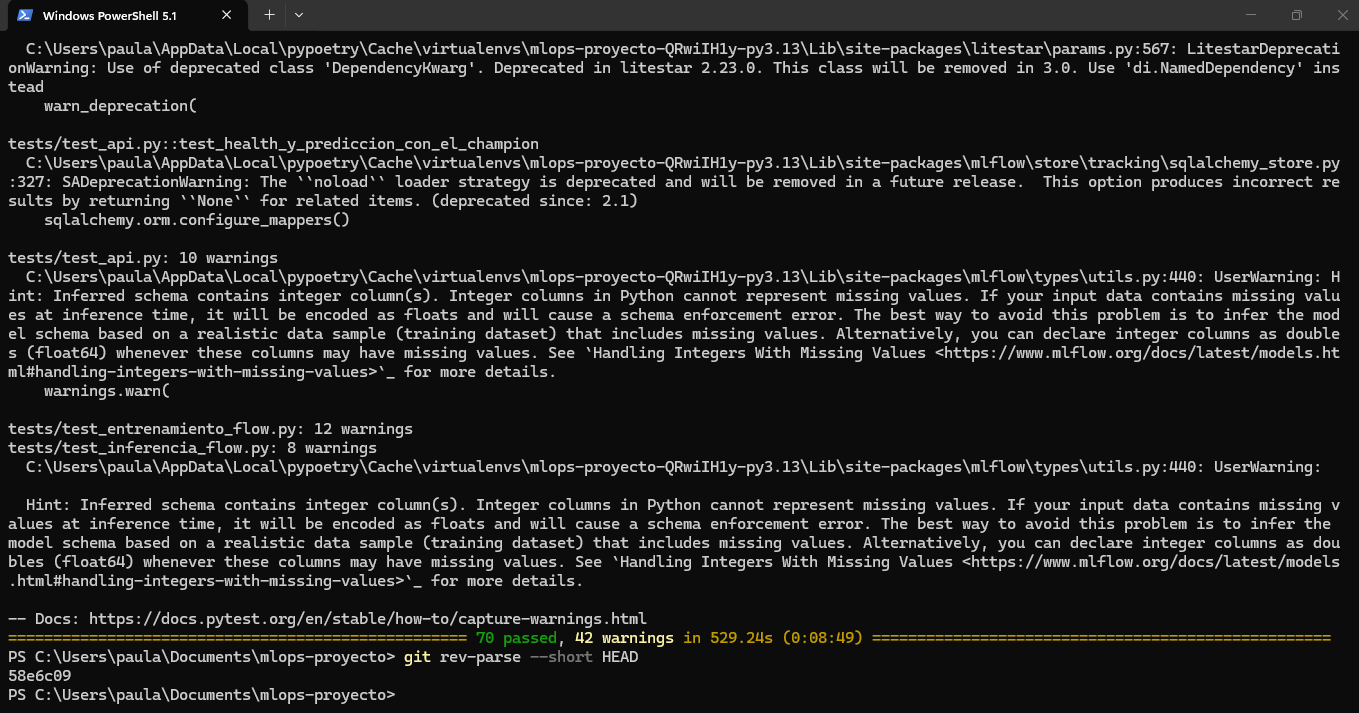 Windows PowerShell 5.1
C:\Users\paula\AppData\Local\pypoetry\Cache\virtualenvs\mlops-proyecto-QRwiIH1y-py3.13\Lib\site-packages\litestar\params.py:567: LitestarDeprecati
onWarning: Use of deprecated class 'DependencyKwarg'. Deprecated in litestar 2.23.0. This class will be removed in 3.0. Use 'di.NamedDependency' ins
tead
warn_deprecation(
tests/test_api.py::test_health_y_prediccion_con_el_champion
C:\Users\paula\AppData\Local\pypoetry\Cache\virtualenvs\mlops-proyecto-QRwiIH1y-py3.13\Lib\site-packages\mlflow\store\tracking\sqlalchemy_store.py
:327: SADeprecationWarning: The ``noload`` loader strategy is deprecated and will be removed in a future release.  This option produces incorrect re
sults by returning ``None`` for related items. (deprecated since: 2.1)
sqlalchemy.orm.configure_mappers()
tests/test_api.py: 10 warnings
C:\Users\paula\AppData\Local\pypoetry\Cache\virtualenvs\mlops-proyecto-QRwiIH1y-py3.13\Lib\site-packages\mlflow\types\utils.py:440: UserWarning: H
int: Inferred schema contains integer column(s). Integer columns in Python cannot represent missing values. If your input data contains missing valu
es at inference time, it will be encoded as floats and will cause a schema enforcement error. The best way to avoid this problem is to infer the mod
el schema based on a realistic data sample (training dataset) that includes missing values. Alternatively, you can declare integer columns as double
s (float64) whenever these columns may have missing values. See `Handling Integers With Missing Values <https://www.mlflow.org/docs/latest/models.ht
ml#handling-integers-with-missing-values>`_ for more details.
warnings.warn(
tests/test_entrenamiento_flow.py: 12 warnings
tests/test_inferencia_flow.py: 8 warnings
C:\Users\paula\AppData\Local\pypoetry\Cache\virtualenvs\mlops-proyecto-QRwiIH1y-py3.13\Lib\site-packages\mlflow\types\utils.py:440: UserWarning:
Hint: Inferred schema contains integer column(s). Integer columns in Python cannot represent missing values. If your input data contains missing v
alues at inference time, it will be encoded as floats and will cause a schema enforcement error. The best way to avoid this problem is to infer the
model schema based on a realistic data sample (training dataset) that includes missing values. Alternatively, you can declare integer columns as dou
bles (float64) whenever these columns may have missing values. See `Handling Integers With Missing Values <https://www.mlflow.org/docs/latest/models
.html#handling-integers-with-missing-values>`_ for more details.
-- Docs: https://docs.pytest.org/en/stable/how-to/capture-warnings.html
=================================================== 70 passed, 42 warnings in 529.24s (0:08:49) ===================================================
PS C:\Users\paula\Documents\mlops-proyecto> git rev-parse --short HEAD
58e6c09
PS C:\Users\paula\Documents\mlops-proyecto>